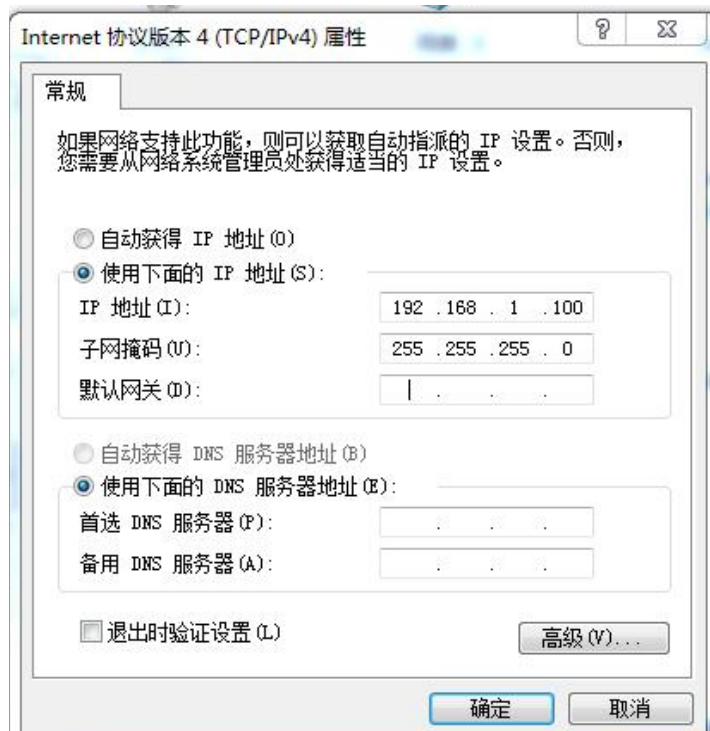 Internet 协议版本 4 (TCP/IPv4) 属性
常规
如果网络支持此功能，则可以获取自动指派的 IP 设置。否则，
您需要从网络系统管理员处获得适当的 IP 设置。
自动获得 IP 地址(O)
使用下面的 IP 地址(S):
IP 地址(I): 192 .168 . 1 .100
子网掩码(U): 255 .255 .255 . 0
默认网关(D): . . .
自动获得 DNS 服务器地址(B)
使用下面的 DNS 服务器地址(E):
首选 DNS 服务器(P): . . .
备用 DNS 服务器(A): . . .
退出时验证设置(L)
高级(V)...
确定 取消